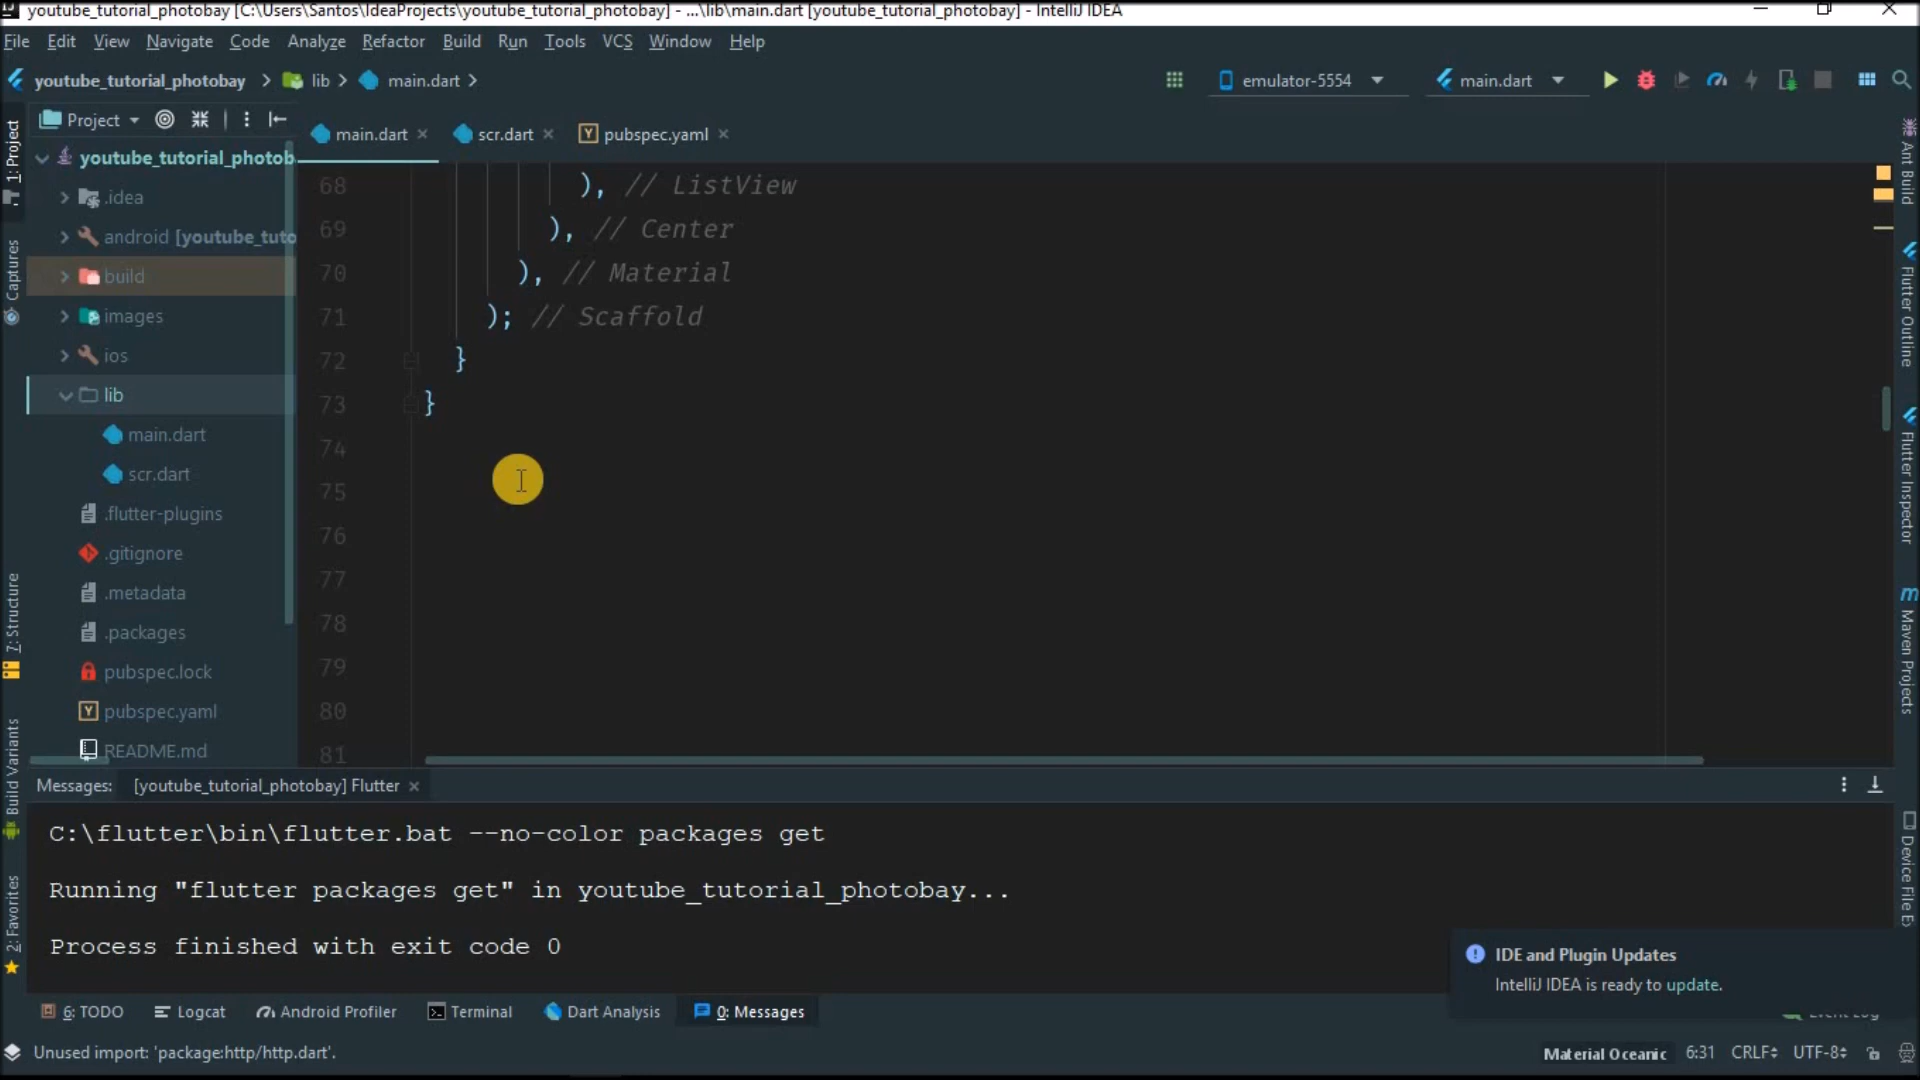 youtube_tutorial_photobay [C:\Users\Santos\IdeaProjects\youtube_tutorial_photobay] - ...\lib\main.dart [youtube_tutorial_photobay] - IntelliJ IDEA
File Edit View Navigate Code Analyze Refactor Build Run Tools VCS Window Help
youtube_tutorial_photobay lib main.dart emulator-5554 main.dart
Project
main.dart scr.dart pubspec.yaml
1: Project
Captures
7: Structure
Build Variants
2: Favorites
youtube_tutorial_photob
.idea
android [youtube_tuto
build
images
ios
lib
main.dart
scr.dart
.flutter-plugins
.gitignore
.metadata
.packages
pubspec.lock
pubspec.yaml
README.md
68 ), // ListView
69 ), // Center
70 ), // Material
71 ); // Scaffold
72 }
73 }
74
75
76
77
78
79
80
81
Ant Build
Flutter Outline
Flutter Inspector
Maven Projects
Device File E
Messages: [youtube_tutorial_photobay] Flutter
C:\flutter\bin\flutter.bat --no-color packages get
Running "flutter packages get" in youtube_tutorial_photobay...
Process finished with exit code 0
IDE and Plugin Updates
IntelliJ IDEA is ready to update.
6: TODO Logcat Android Profiler Terminal Dart Analysis 0: Messages Event Log
Unused import: 'package:http/http.dart'.
Material Oceanic 6:31 CRLF UTF-8